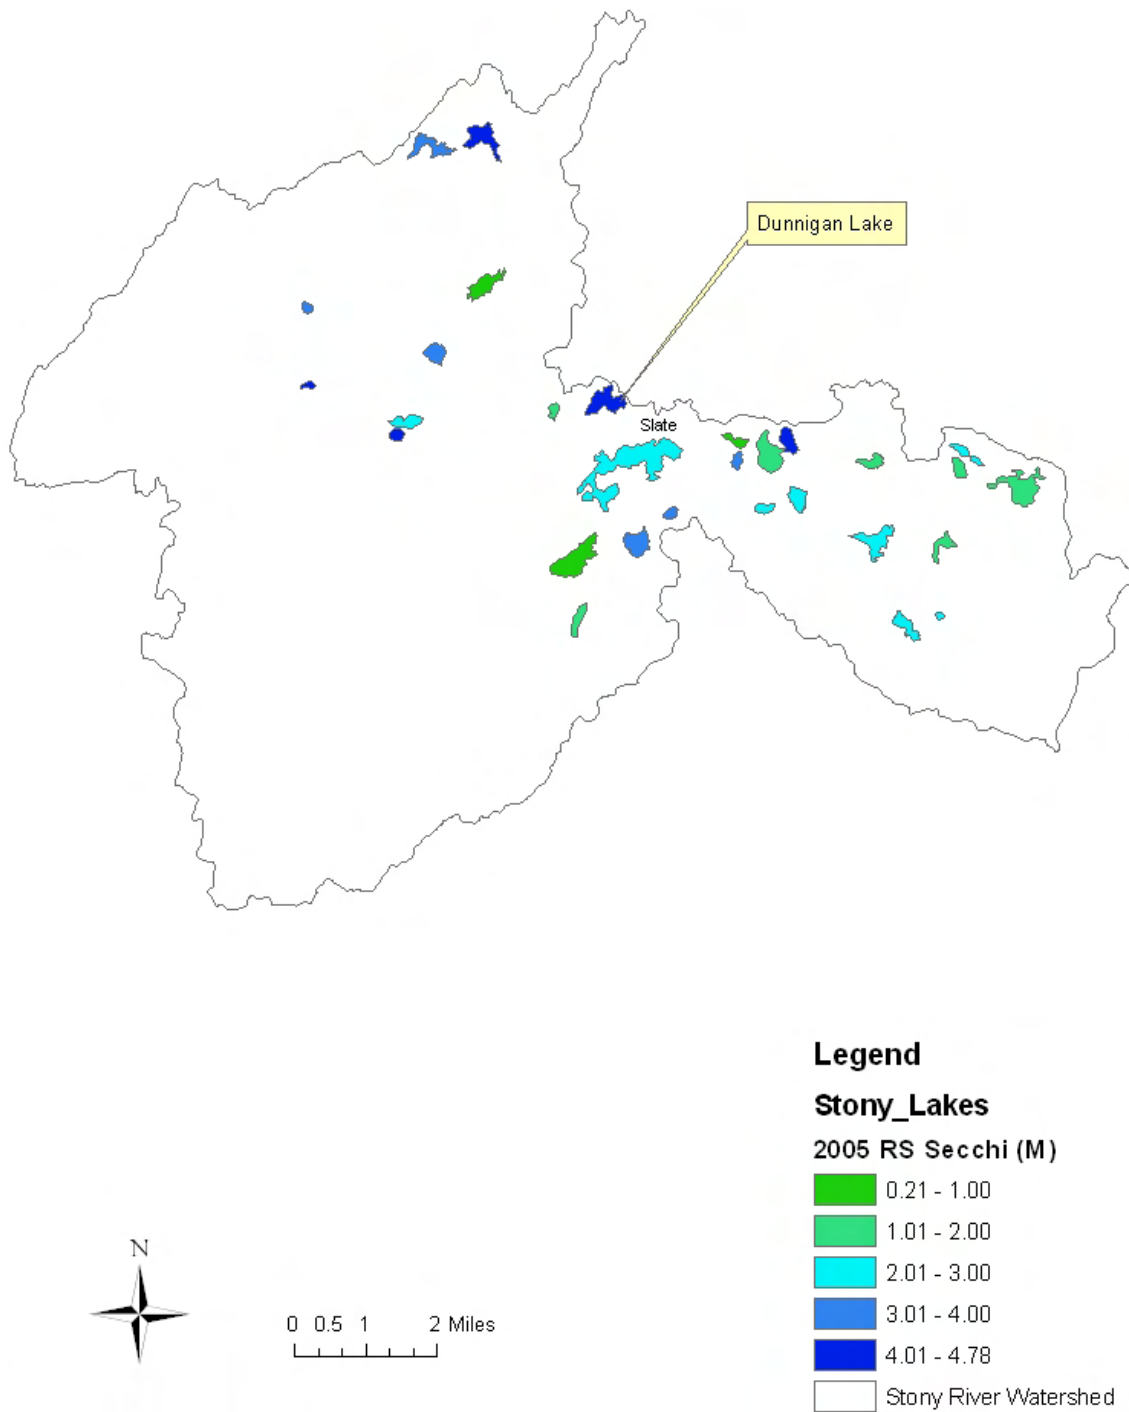 Dunnigan Lake
Slate
Legend
Stony_Lakes
2005 RS Secchi (M)
0.21 - 1.00
1.01 - 2.00
2.01 - 3.00
3.01 - 4.00
4.01 - 4.78
Stony River Watershed
N
0 0.5 1 2 Miles